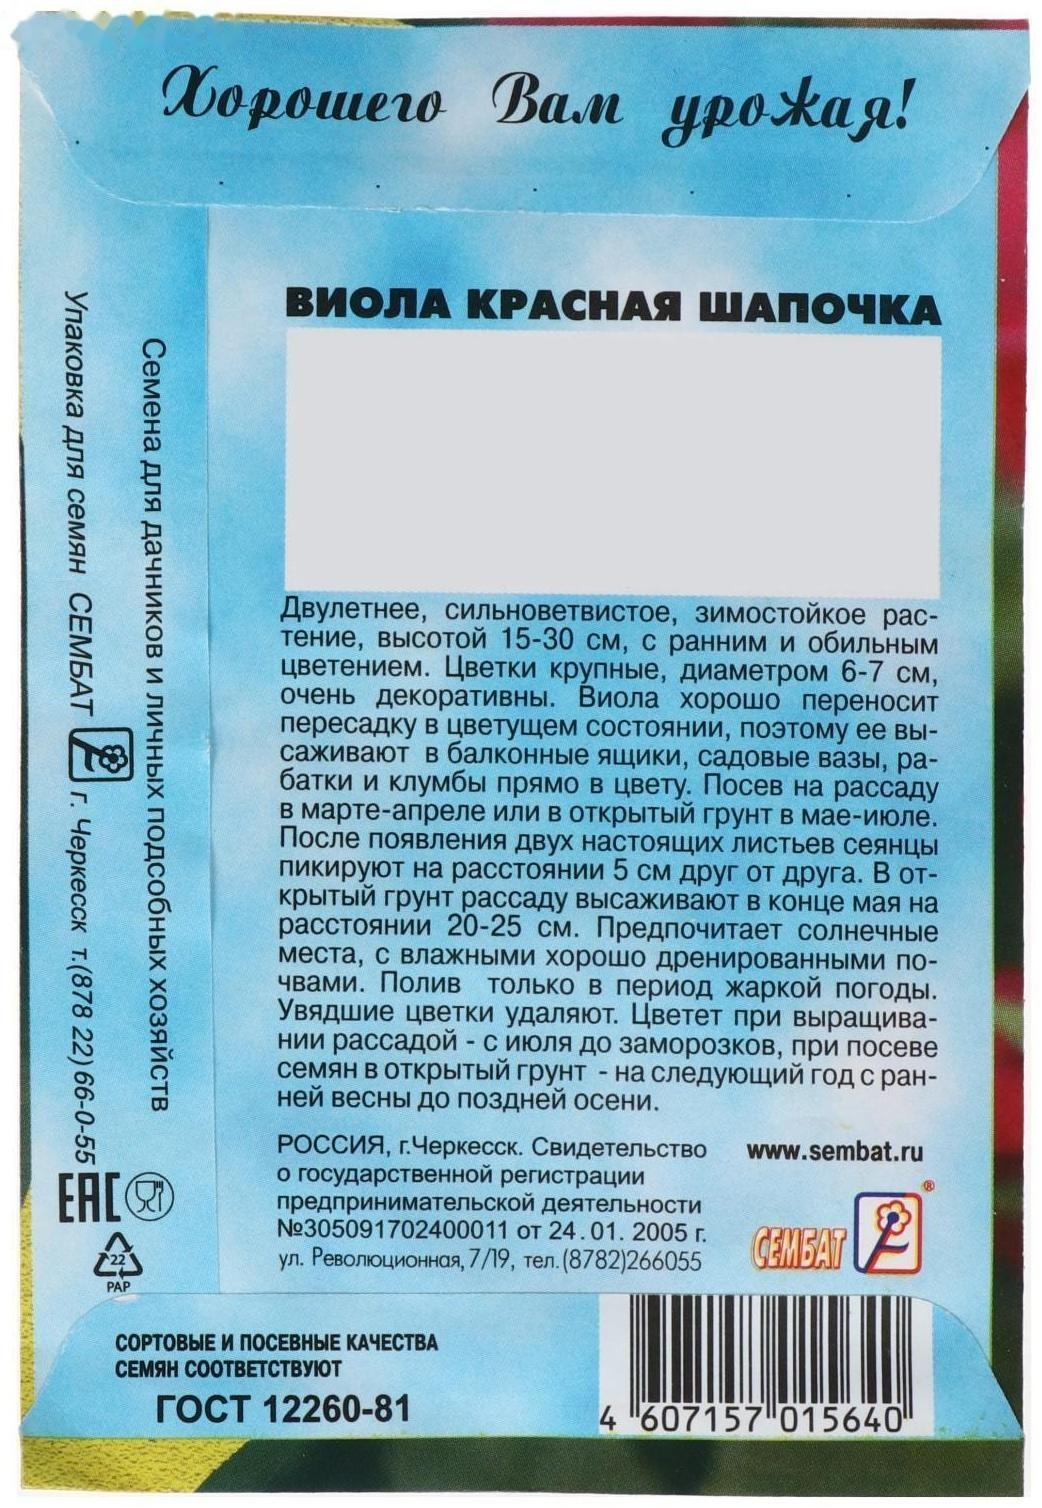 Хорошего Вам урожая!
ВИОЛА КРАСНАЯ ШАПОЧКА
Двулетнее, сильноветвистое, зимостойкое рас-
тение, высотой 15-30 см, с ранним и обильным
цветением. Цветки крупные, диаметром 6-7 см,
очень декоративны. Виола хорошо переносит
пересадку в цветущем состоянии, поэтому ее вы-
саживают в балконные ящики, садовые вазы, ра-
батки и клумбы прямо в цвету. Посев на рассаду
в марте-апреле или в открытый грунт в мае-июле.
После появления двух настоящих листьев сеянцы
пикируют на расстоянии 5 см друг от друга. В от-
крытый грунт рассаду высаживают в конце мая на
расстоянии 20-25 см. Предпочитает солнечные
места, с влажными хорошо дренированными по-
чвами. Полив только в период жаркой погоды.
Увядшие цветки удаляют. Цветет при выращива-
нии рассадой - с июля до заморозков, при посеве
семян в открытый грунт - на следующий год с ран-
ней весны до поздней осени.
РОССИЯ, г.Черкесск. Свидетельство
о государственной регистрации
предпринимательской деятельности
№305091702400011 от 24.01. 2005 г.
ул. Революционная, 7/19, тел.(8782)266055
www.sembat.ru
СЕМБАТ®
Семена для дачников и личных подсобных хозяйств
Упаковка для семян СЕМБАТ г. Черкесск т.(878 22)66-0-55
EAC
22
PAP
СОРТОВЫЕ И ПОСЕВНЫЕ КАЧЕСТВА
СЕМЯН СООТВЕТСТВУЮТ
ГОСТ 12260-81
4 607157 015640